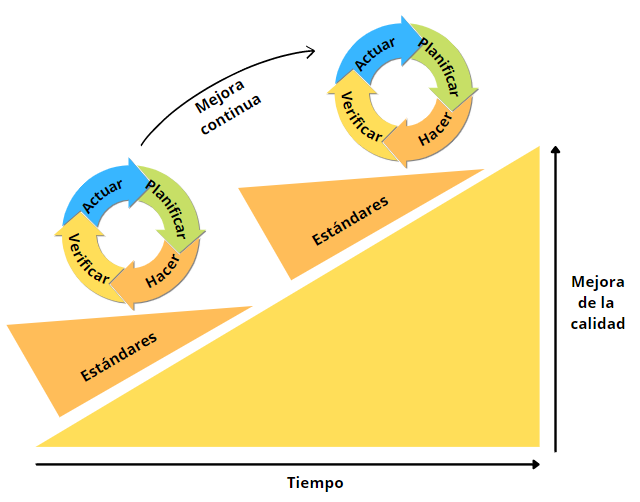 Actuar
Planificar
Hacer
Verificar
Mejora
continua
Actuar
Planificar
Hacer
Verificar
Estándares
Estándares
Mejora
de la
calidad
Tiempo